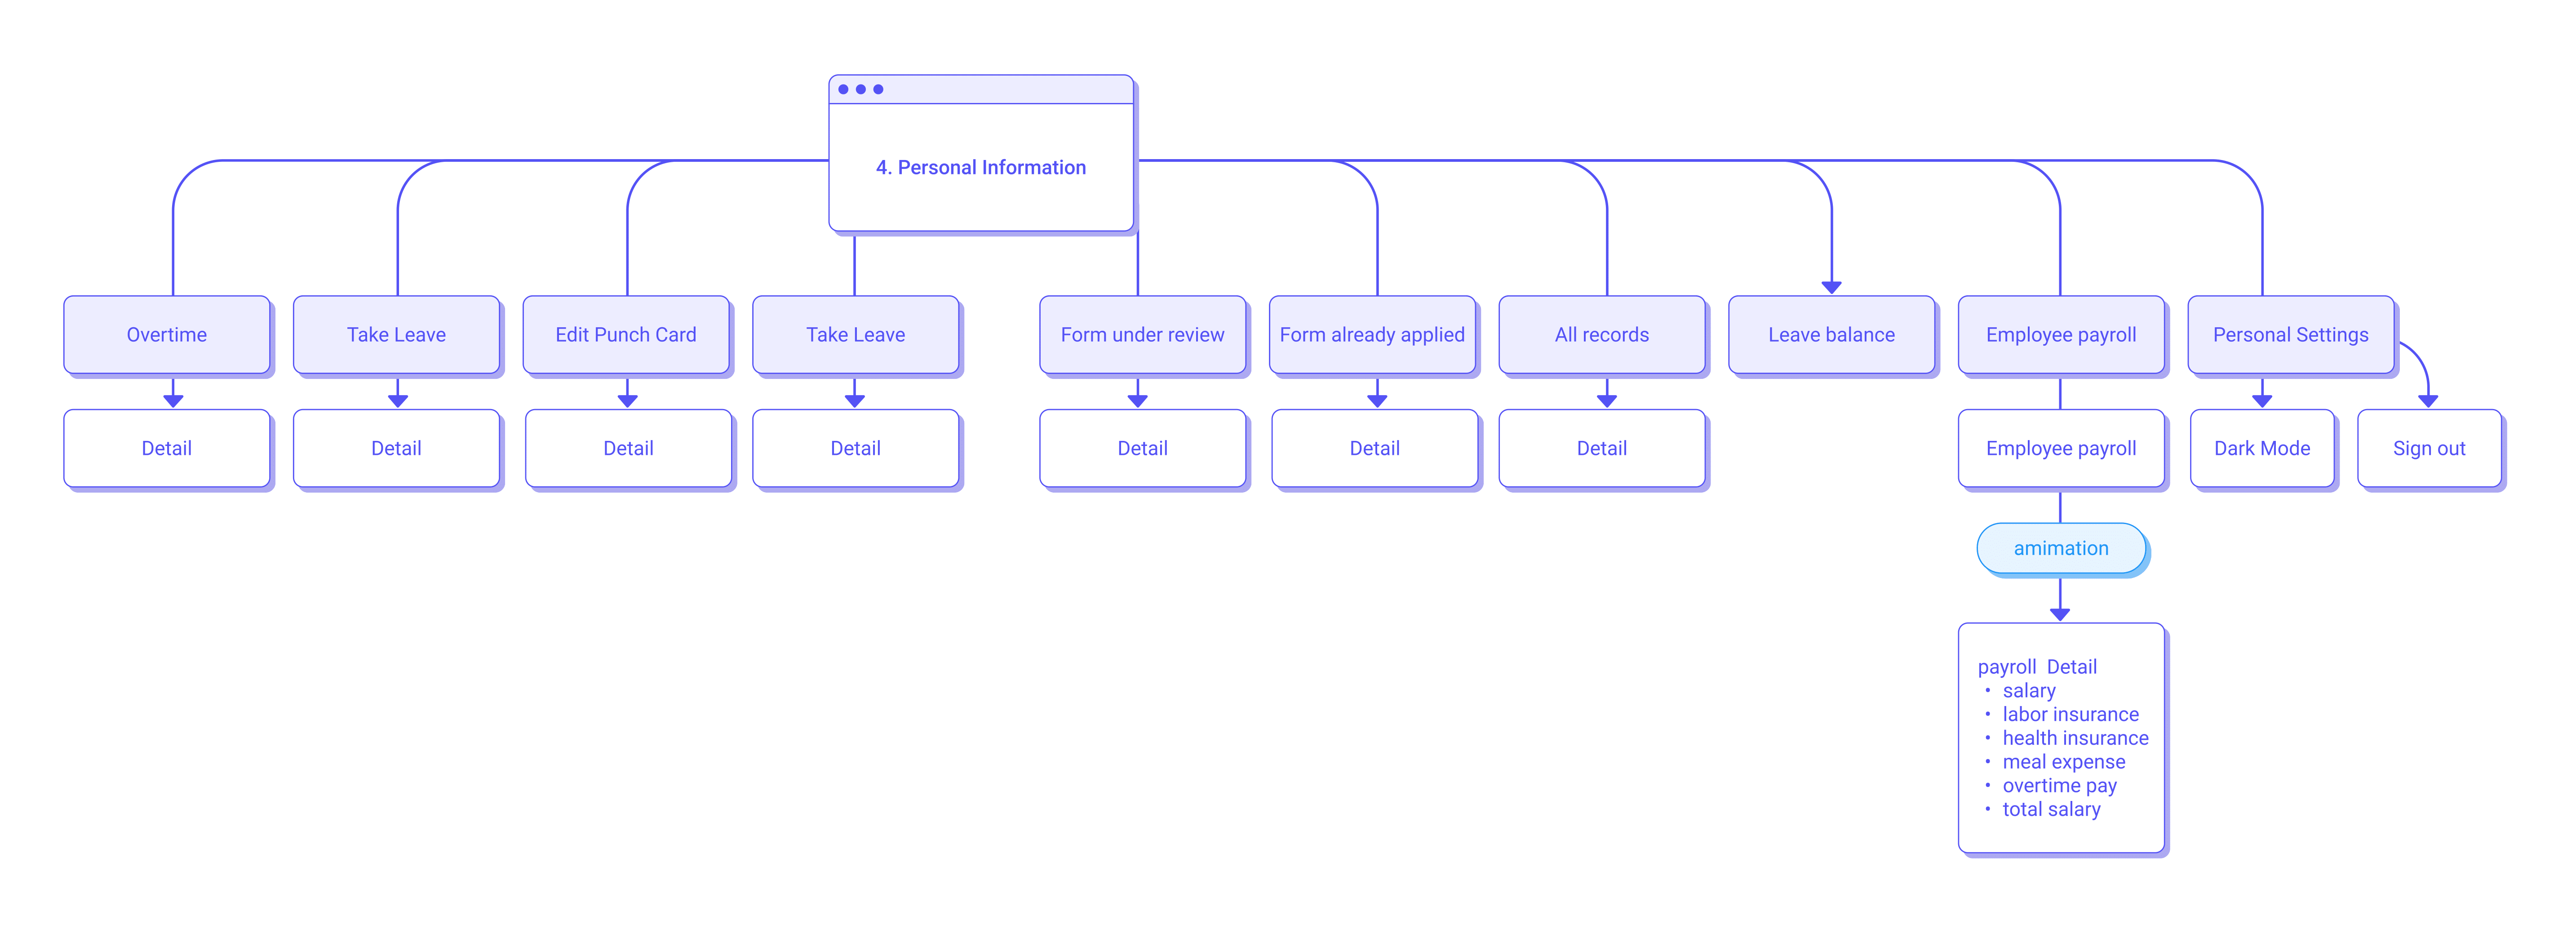 4. Personal Information
Overtime
Take Leave
Edit Punch Card
Take Leave
Form under review
Form already applied
All records
Leave balance
Employee payroll
Personal Settings
Detail
Detail
Detail
Detail
Detail
Detail
Detail
Employee payroll
Dark Mode
Sign out
amimation
payroll  Detail
• salary
• labor insurance
• health insurance
• meal expense
• overtime pay
• total salary